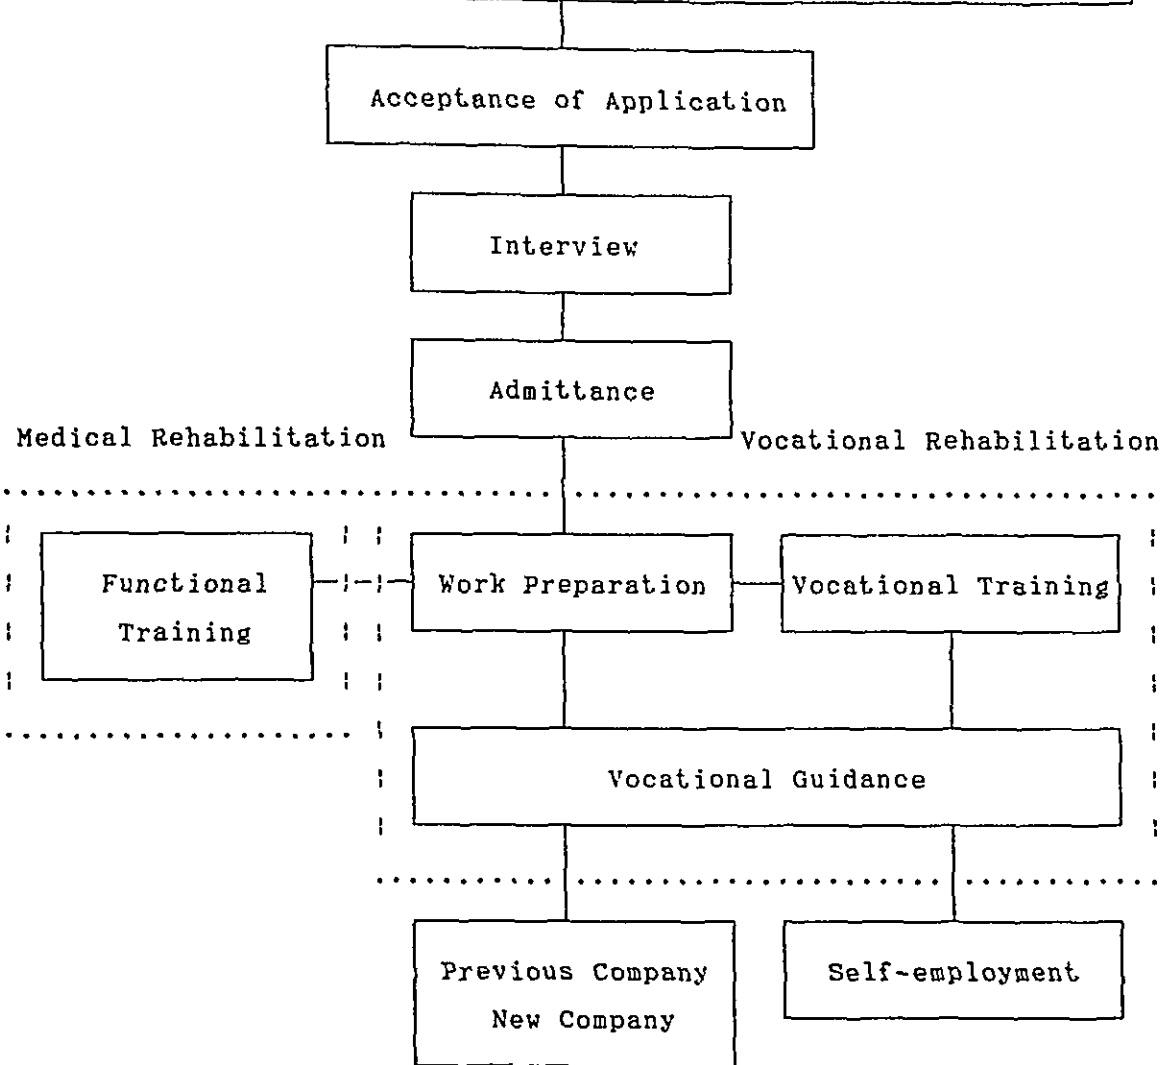 Acceptance of Application
Interview
Admittance
Medical Rehabilitation
Vocational Rehabilitation
Functional
Training
Work Preparation
Vocational Training
Vocational Guidance
Previous Company
New Company
Self-employment